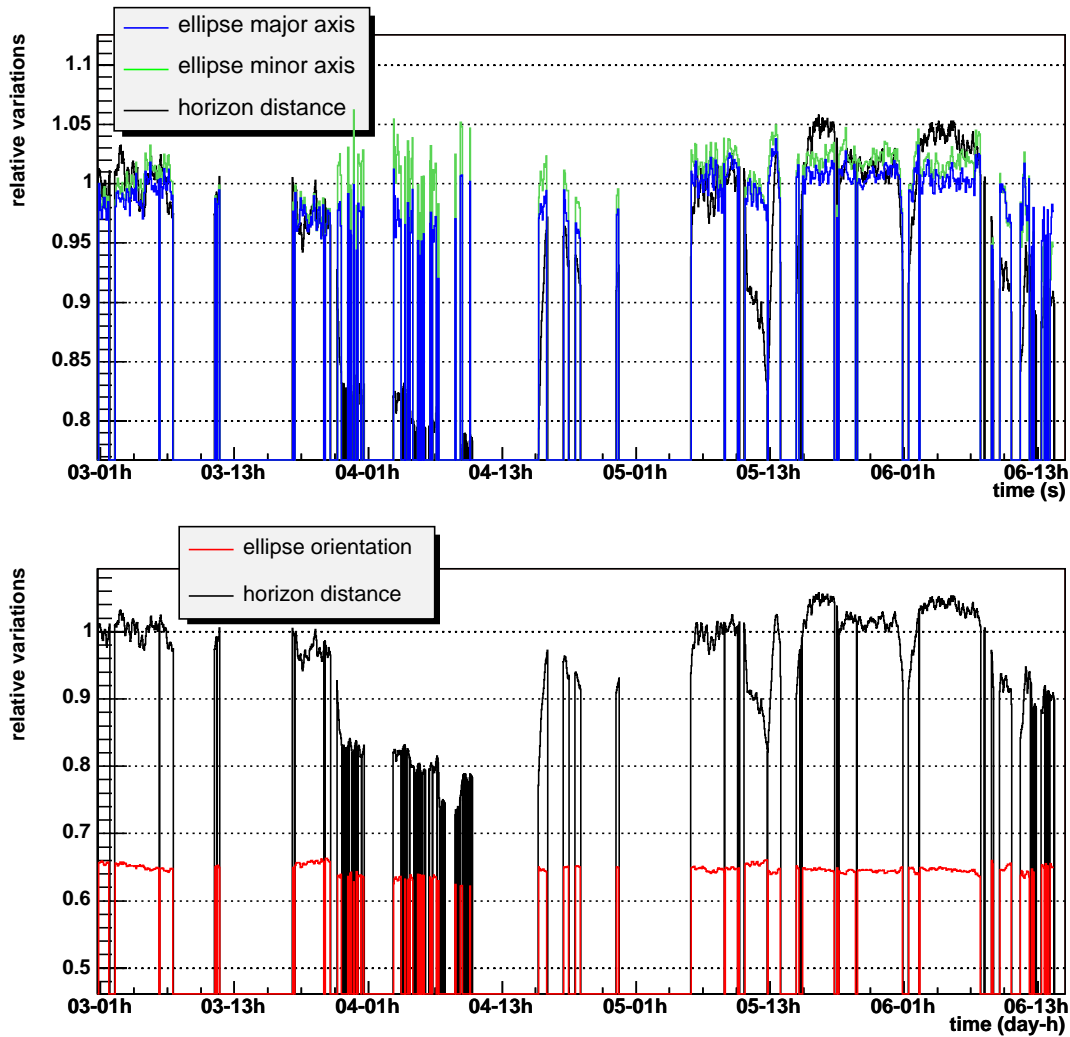 ellipse major axis
ellipse minor axis
horizon distance
relative variations
1.1
1.05
1
0.95
0.9
0.85
0.8
03-01h 03-13h 04-01h 04-13h 05-01h 05-13h 06-01h 06-13h
time (s)
ellipse orientation
horizon distance
relative variations
1
0.9
0.8
0.7
0.6
0.5
03-01h 03-13h 04-01h 04-13h 05-01h 05-13h 06-01h 06-13h
time (day-h)